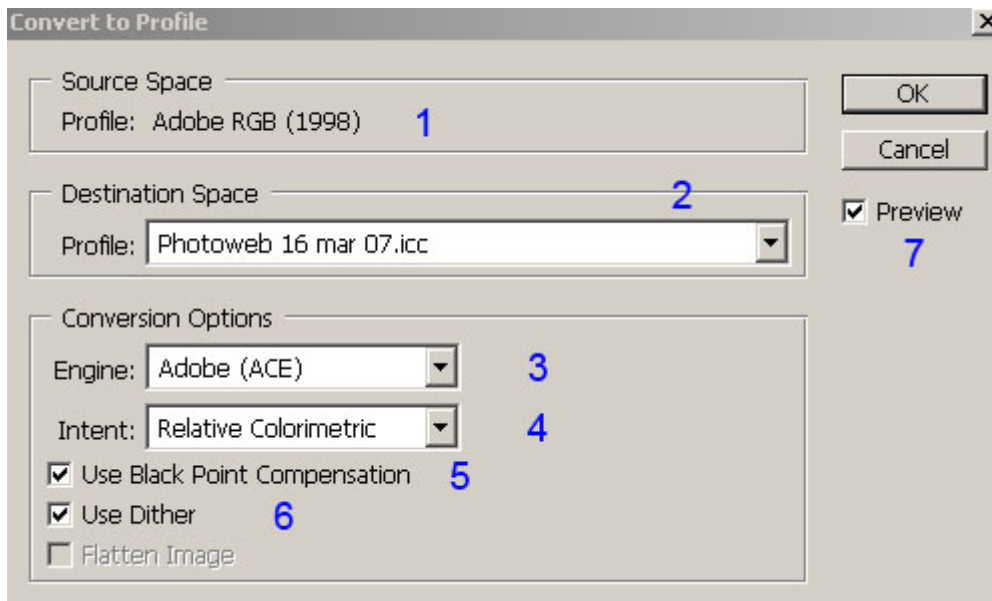 Convert to Profile
Source Space
Profile: Adobe RGB (1998) 1
OK
Cancel
Destination Space 2
Profile: Photoweb 16 mar 07.icc
Preview
7
Conversion Options
Engine: Adobe (ACE) 3
Intent: Relative Colorimetric 4
Use Black Point Compensation 5
Use Dither 6
Flatten Image